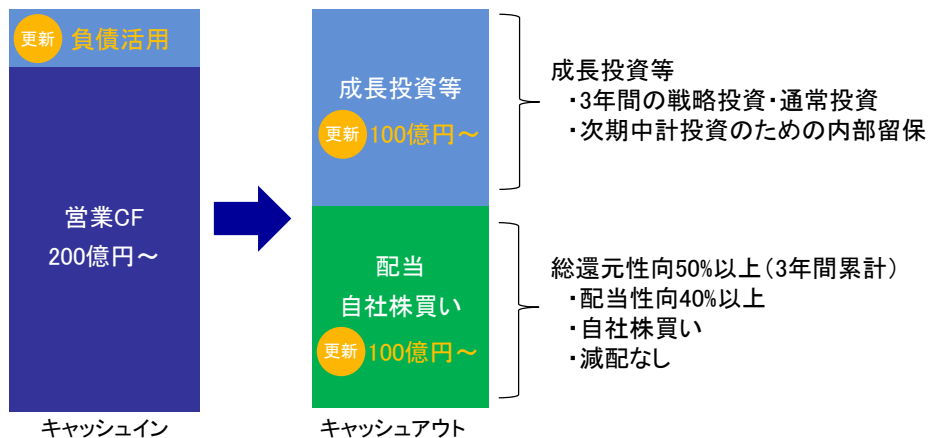 更新 負債活用
営業CF
200億円～
キャッシュイン
成長投資等
更新 100億円～
配当
自社株買い
更新 100億円～
キャッシュアウト
成長投資等
・3年間の戦略投資・通常投資
・次期中計投資のための内部留保
総還元性向50%以上（3年間累計）
・配当性向40%以上
・自社株買い
・減配なし